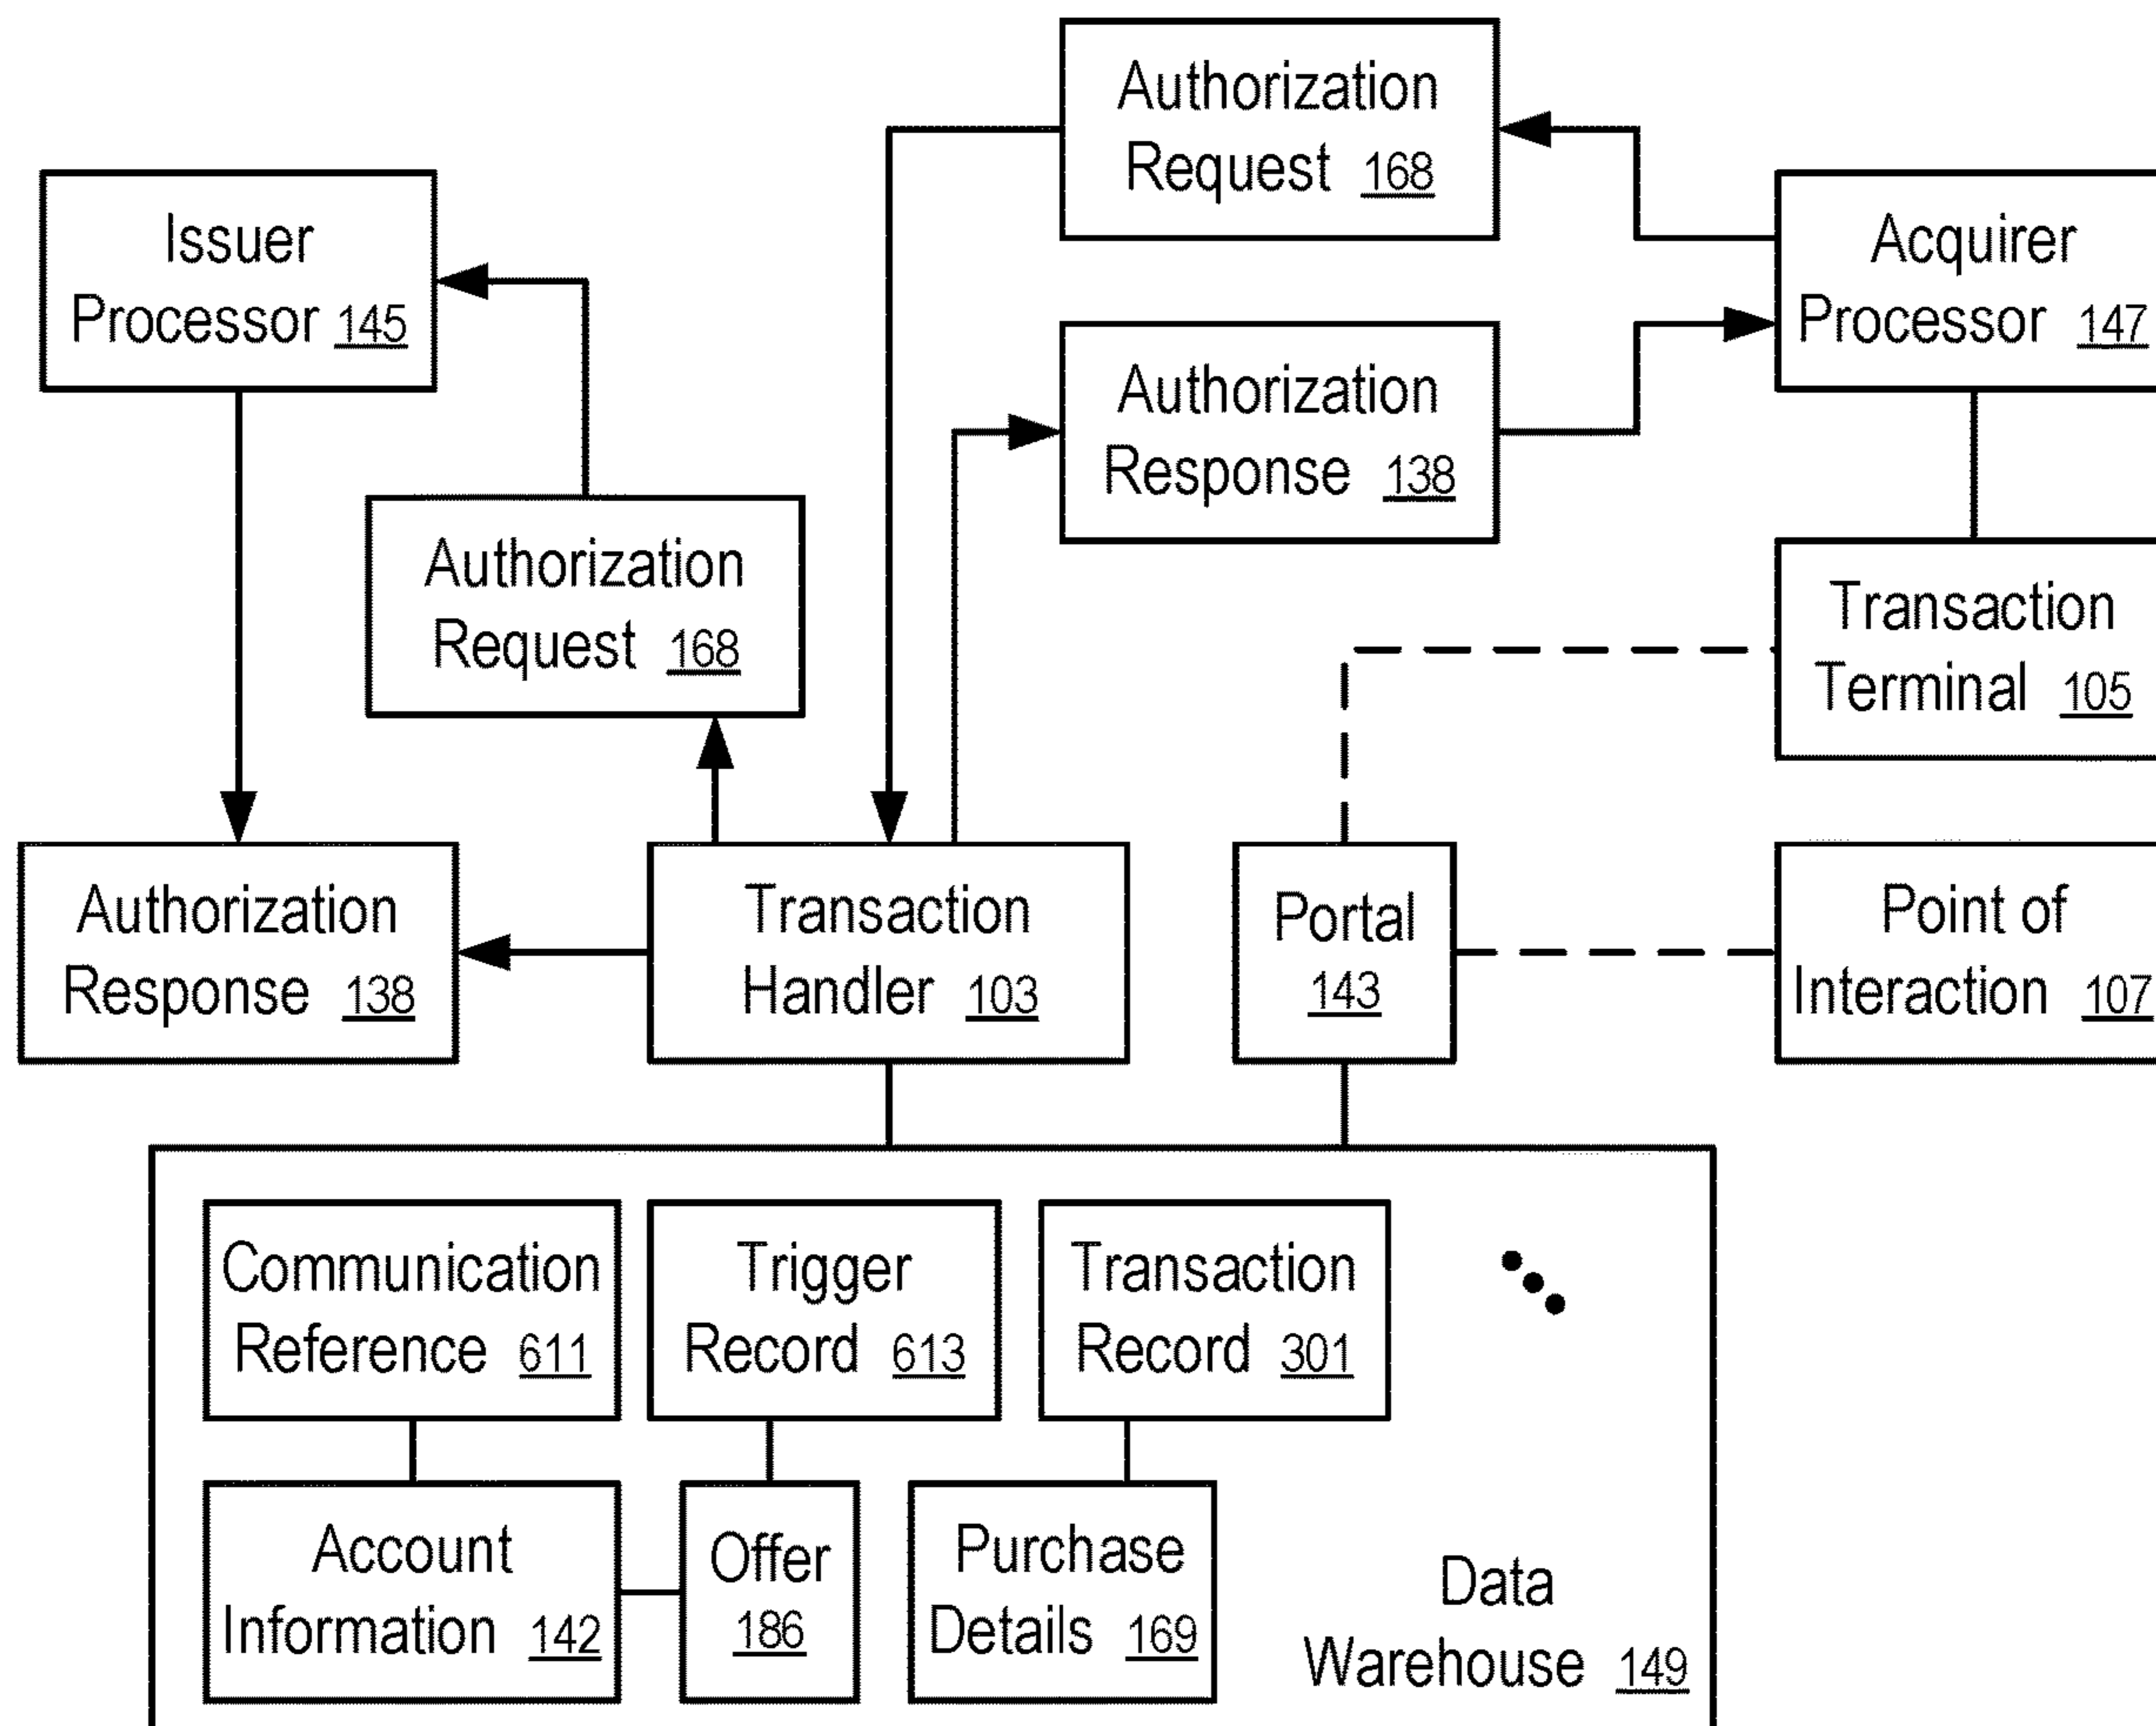 Authorization
Request 168
Issuer
Processor 145
Acquirer
Processor 147
Authorization
Response 138
Authorization
Request 168
Transaction
Terminal 105
Authorization
Response 138
Transaction
Handler 103
Portal
143
Point of
Interaction 107
Communication
Reference 611
Trigger
Record 613
Transaction
Record 301
Account
Information 142
Offer
186
Purchase
Details 169
Data
Warehouse 149